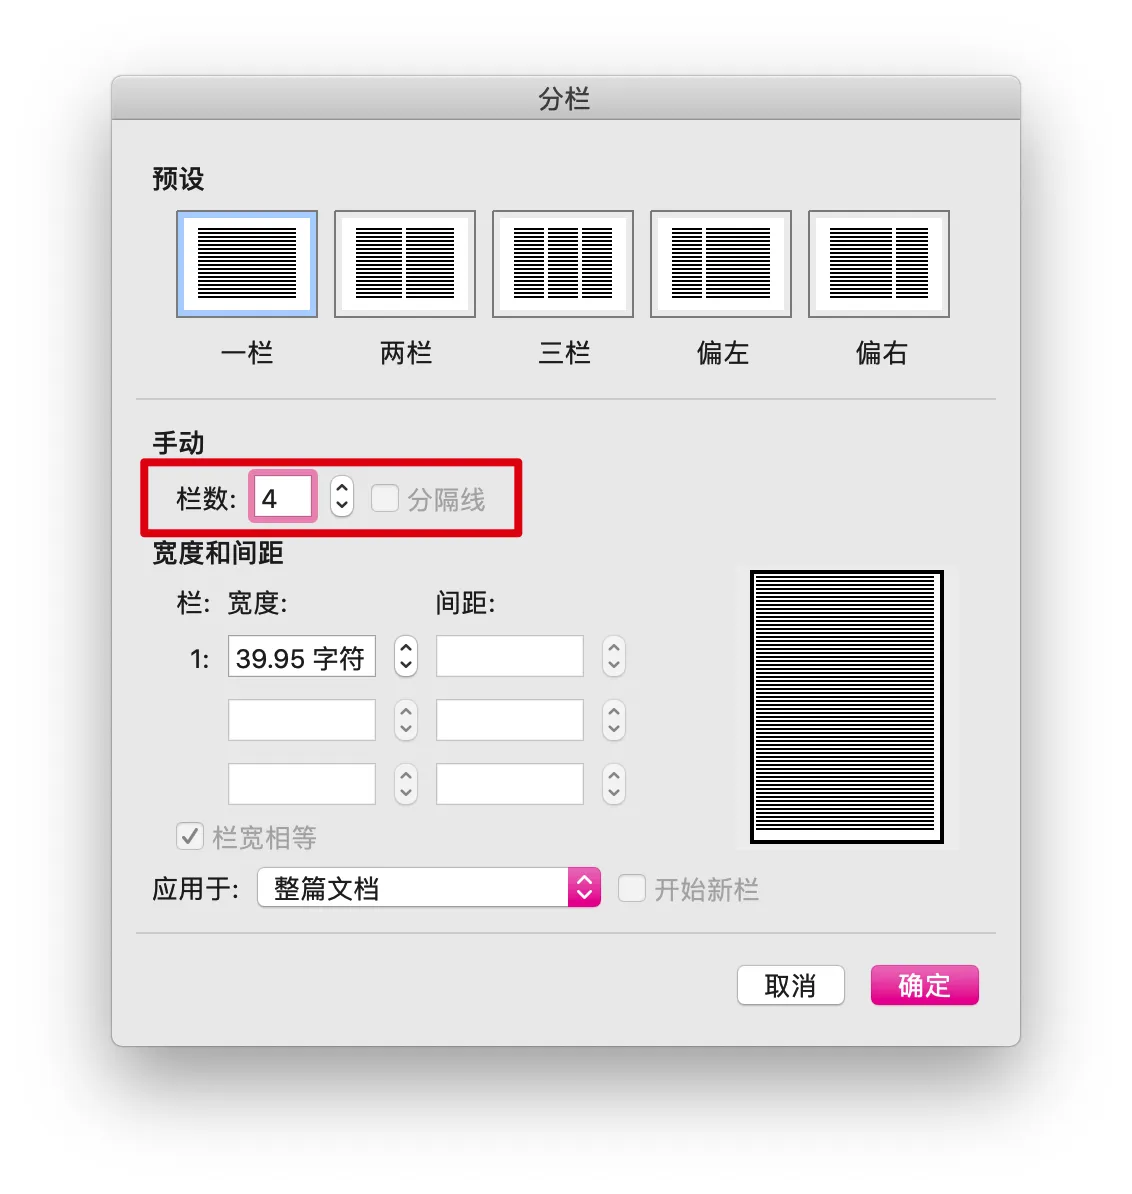 分栏
预设
一栏 两栏 三栏 偏左 偏右
手动
栏数: 4 分隔线
宽度和间距
栏: 宽度: 间距:
1: 39.95 字符
栏宽相等
应用于: 整篇文档 开始新栏
取消 确定